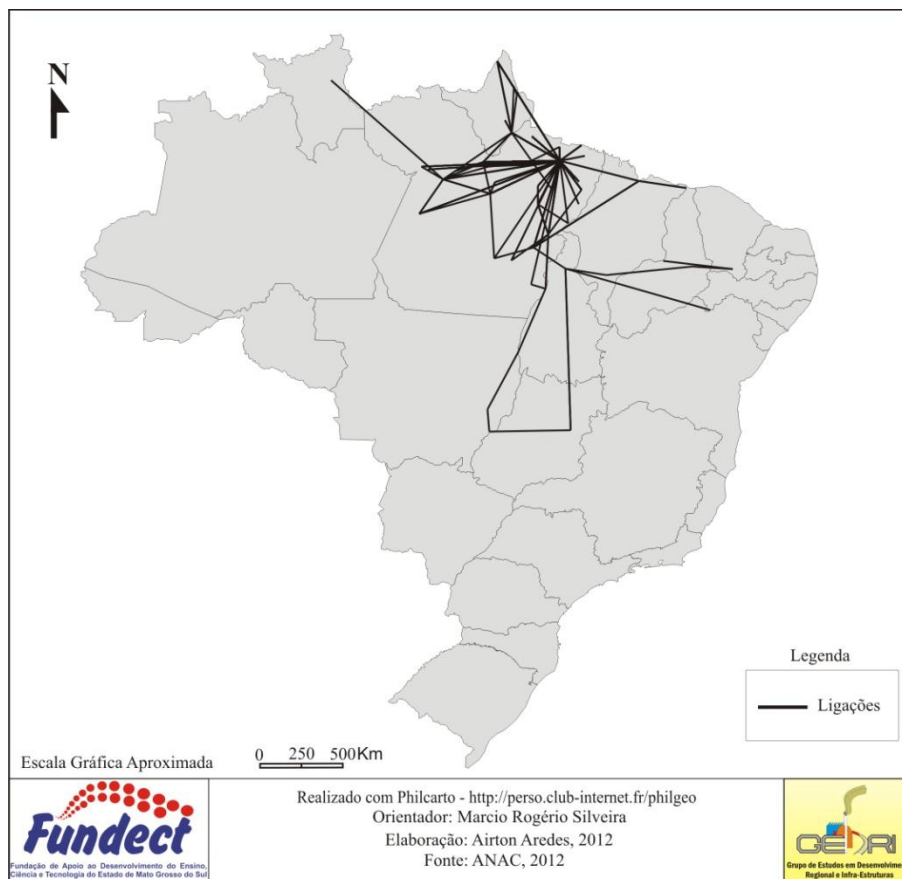 N
Legenda
Ligações
Escala Gráfica Aproximada
0 250 500Km
Fundect
Fundação de Apoio ao Desenvolvimento do Ensino,
Ciência e Tecnologia do Estado de Mato Grosso do Sul
Realizado com Philcarto - http://perso.club-internet.fr/philgeo
Orientador: Marcio Rogério Silveira
Elaboração: Airton Aredes, 2012
Fonte: ANAC, 2012
GEDRI
Grupo de Estudos em Desenvolvime
Regional e Infra-Estruturas